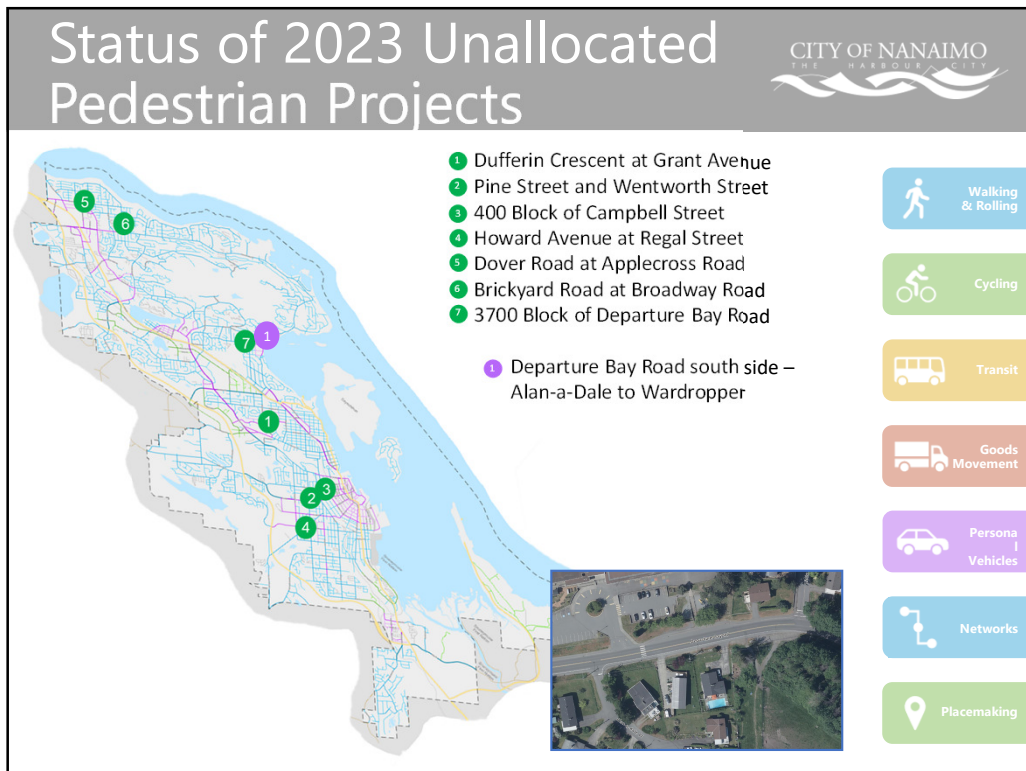 Status of 2023 Unallocated
Pedestrian Projects
CITY OF NANAIMO
THE HARBOUR CITY
1 Dufferin Crescent at Grant Avenue
2 Pine Street and Wentworth Street
3 400 Block of Campbell Street
4 Howard Avenue at Regal Street
5 Dover Road at Applecross Road
6 Brickyard Road at Broadway Road
7 3700 Block of Departure Bay Road
1 Departure Bay Road south side –
Alan-a-Dale to Wardropper
5
6
7
1
1
3
2
4
Walking
& Rolling
Cycling
Transit
Goods
Movement
Persona
l
Vehicles
Networks
Placemaking